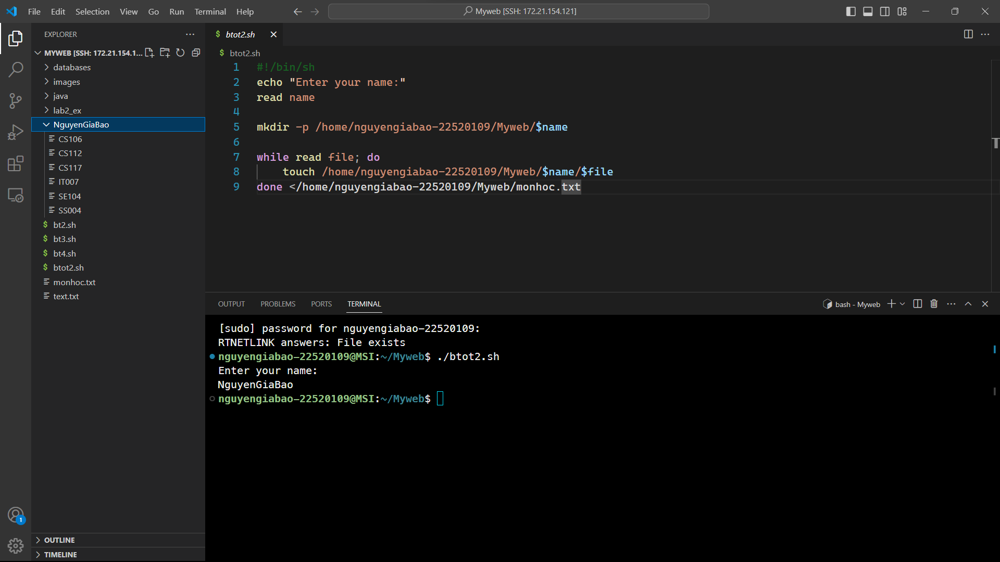 File Edit Selection View Go Run Terminal Help
Myweb [SSH: 172.21.154.121]
EXPLORER
MYWEB [SSH: 172.21.154.1...
databases
images
java
lab2_ex
NguyenGiaBao
CS106
CS112
CS117
IT007
SE104
SS004
$ bt2.sh
$ bt3.sh
$ bt4.sh
$ btot2.sh
monhoc.txt
text.txt
OUTLINE
TIMELINE
1
$ btot2.sh
$ btot2.sh
1 #!/bin/sh
2 echo "Enter your name:"
3 read name
4
5 mkdir -p /home/nguyengiabao-22520109/Myweb/$name
6
7 while read file; do
8 touch /home/nguyengiabao-22520109/Myweb/$name/$file
9 done </home/nguyengiabao-22520109/Myweb/monhoc.txt
OUTPUT PROBLEMS PORTS TERMINAL
bash - Myweb
[sudo] password for nguyengiabao-22520109:
RTNETLINK answers: File exists
nguyengiabao-22520109@MSI:~/Myweb$ ./btot2.sh
Enter your name:
NguyenGiaBao
nguyengiabao-22520109@MSI:~/Myweb$